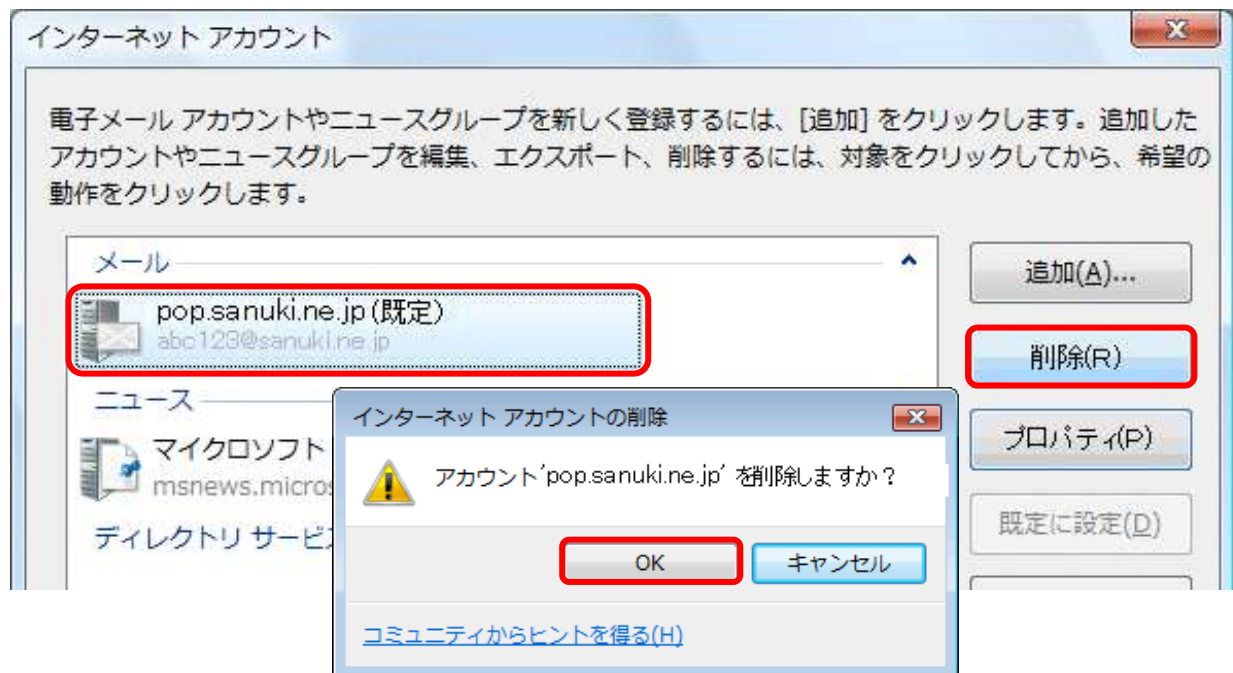 インターネット アカウント
電子メール アカウントやニュースグループを新しく登録するには、[追加] をクリックします。追加した
アカウントやニュースグループを編集、エクスポート、削除するには、対象をクリックしてから、希望の
動作をクリックします。
メール
pop.sanuki.ne.jp (既定)
abc123@sanuki.ne.jp
追加(A)...
削除(R)
プロパティ(P)
既定に設定(D)
ニュース
マイクロソフト
msnews.micros
ディレクトリ サービス
インターネット アカウントの削除
アカウント'pop.sanuki.ne.jp' を削除しますか？
OK
キャンセル
コミュニティからヒントを得る(H)